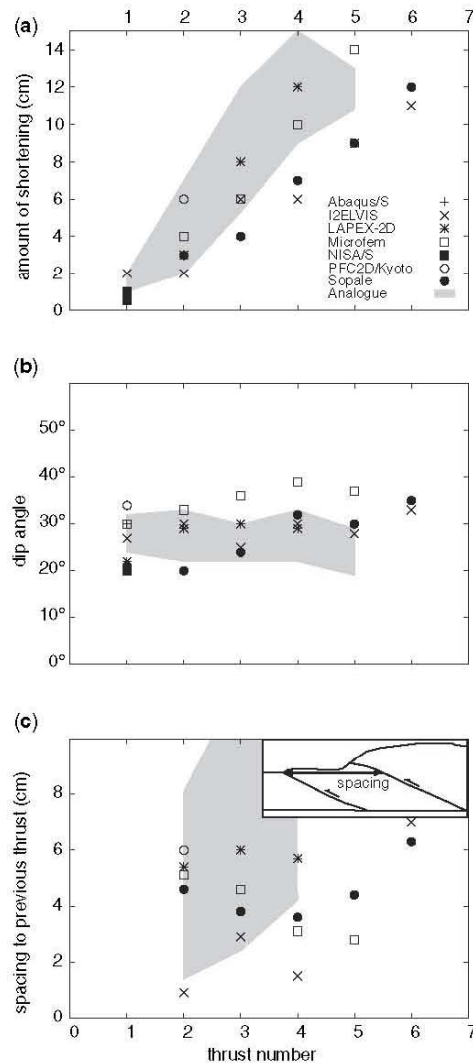 (a)
1 2 3 4 5 6 7
14
12
10
8
6
4
2
0
amount of shortening (cm)
Abaqus/S
I2ELVIS
LAPEX-2D
Microfem
NISA/S
PFC2D/Kyoto
Sopale
Analogue
(b)
50°
40°
30°
20°
10°
0°
dip angle
(c)
8
6
4
2
0
spacing to previous thrust (cm)
spacing
0 1 2 3 4 5 6 7
thrust number